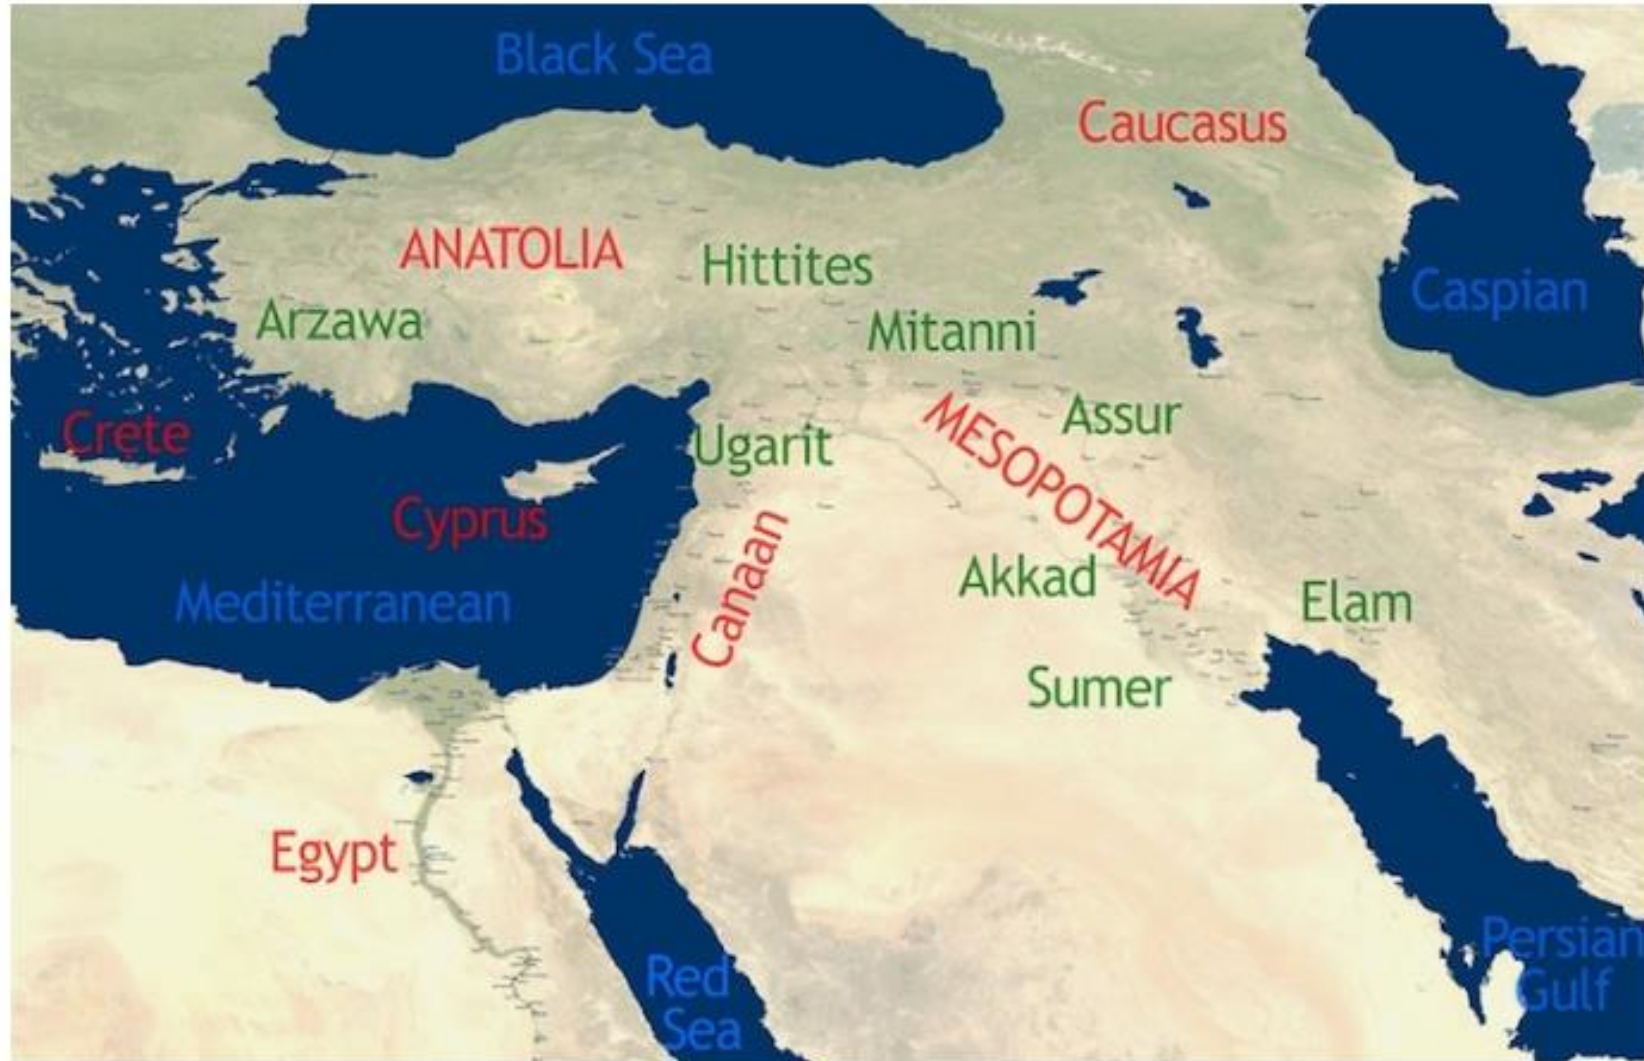 Black Sea
Caucasus
ANATOLIA
Hittites
Caspian
Arzawa
Mitanni
Crete
Ugarit
MESOPOTAMIA
Assur
Cyprus
Canaan
Mediterranean
Akkad
Elam
Sumer
Egypt
Red
Sea
Persian
Gulf